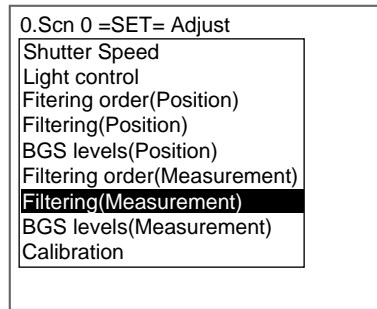 0.Scn 0 =SET= Adjust
Shutter Speed
Light control
Fitering order(Position)
Filtering(Position)
BGS levels(Position)
Filtering order(Measurement)
Filtering(Measurement)
BGS levels(Measurement)
Calibration